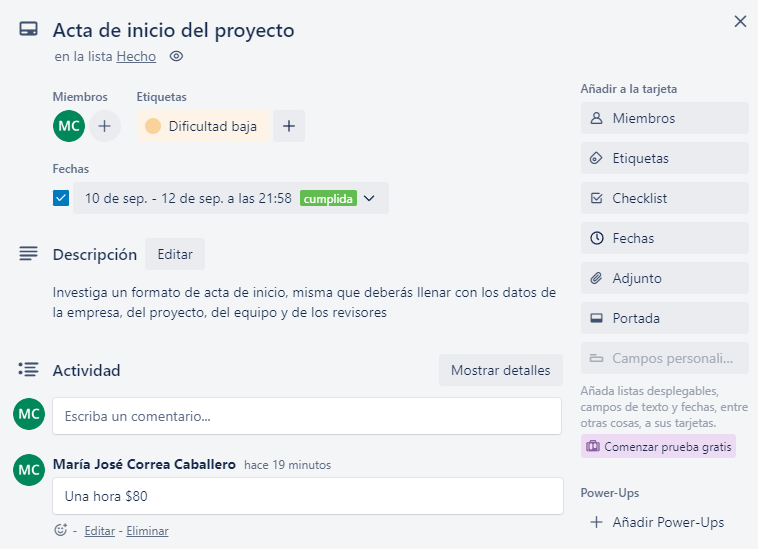 Acta de inicio del proyecto
en la lista Hecho
Miembros
Etiquetas
MC
Dificultad baja
Fechas
10 de sep. - 12 de sep. a las 21:58 cumplida
Descripción
Editar
Investiga un formato de acta de inicio, misma que deberás llenar con los datos de
la empresa, del proyecto, del equipo y de los revisores
Actividad
Mostrar detalles
MC
Escriba un comentario...
MC
María José Correa Caballero hace 19 minutos
Una hora $80
- Editar - Eliminar
Añadir a la tarjeta
Miembros
Etiquetas
Checklist
Fechas
Adjunto
Portada
Campos personali...
Añada listas desplegables,
campos de texto y fechas, entre
otras cosas, a sus tarjetas.
Comenzar prueba gratis
Power-Ups
+ Añadir Power-Ups